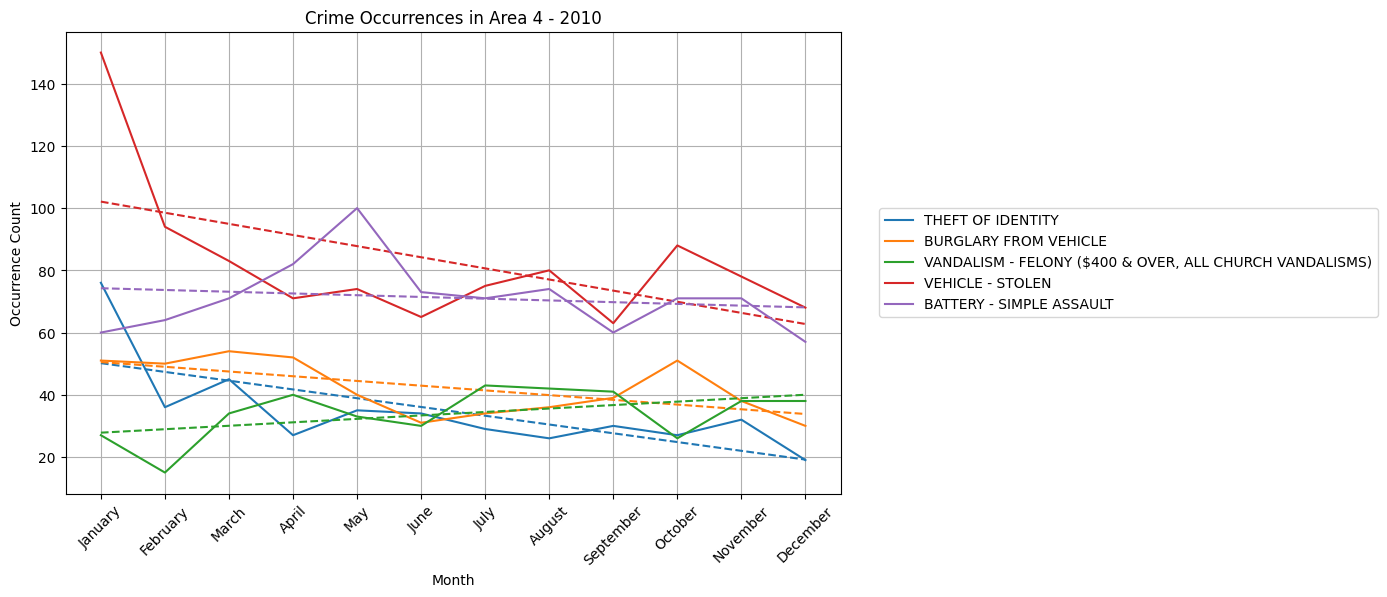 Crime Occurrences in Area 4 - 2010
Occurrence Count
140
120
100
80
60
40
20
January
February
March
April
May
June
July
August
September
October
November
December
Month
THEFT OF IDENTITY
BURGLARY FROM VEHICLE
VANDALISM - FELONY ($400 & OVER, ALL CHURCH VANDALISMS)
VEHICLE - STOLEN
BATTERY - SIMPLE ASSAULT